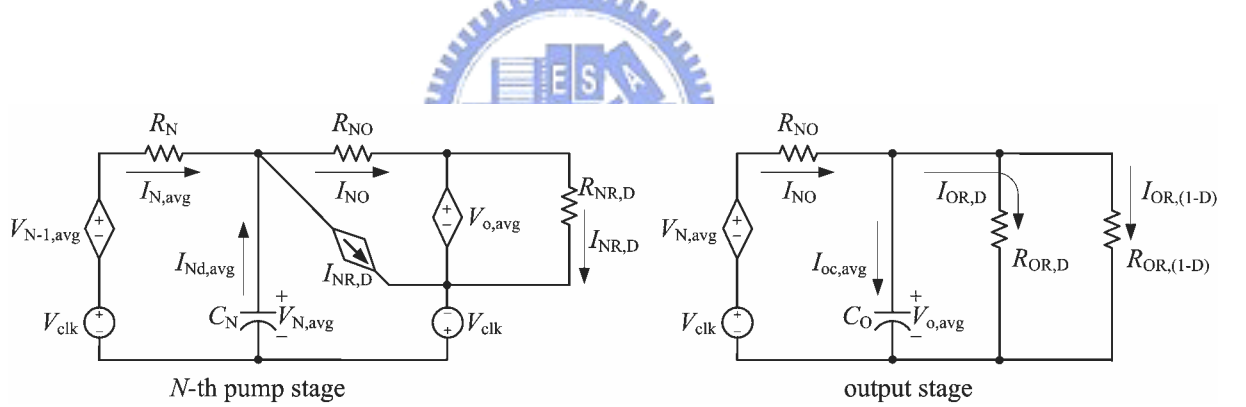 E S A
R_N
R_NO
I_N,avg
I_NO
R_NR,D
V_N-1,avg
+
−
V_o,avg
+
−
I_NR,D
I_Nd,avg
I_NR,D
V_clk
+
−
C_N
+
V_N,avg
−
V_clk
−
+
N-th pump stage
R_NO
I_NO
I_OR,D
I_OR,(1-D)
V_N,avg
+
−
I_oc,avg
R_OR,D
R_OR,(1-D)
V_clk
+
−
C_O
+
V_o,avg
−
output stage